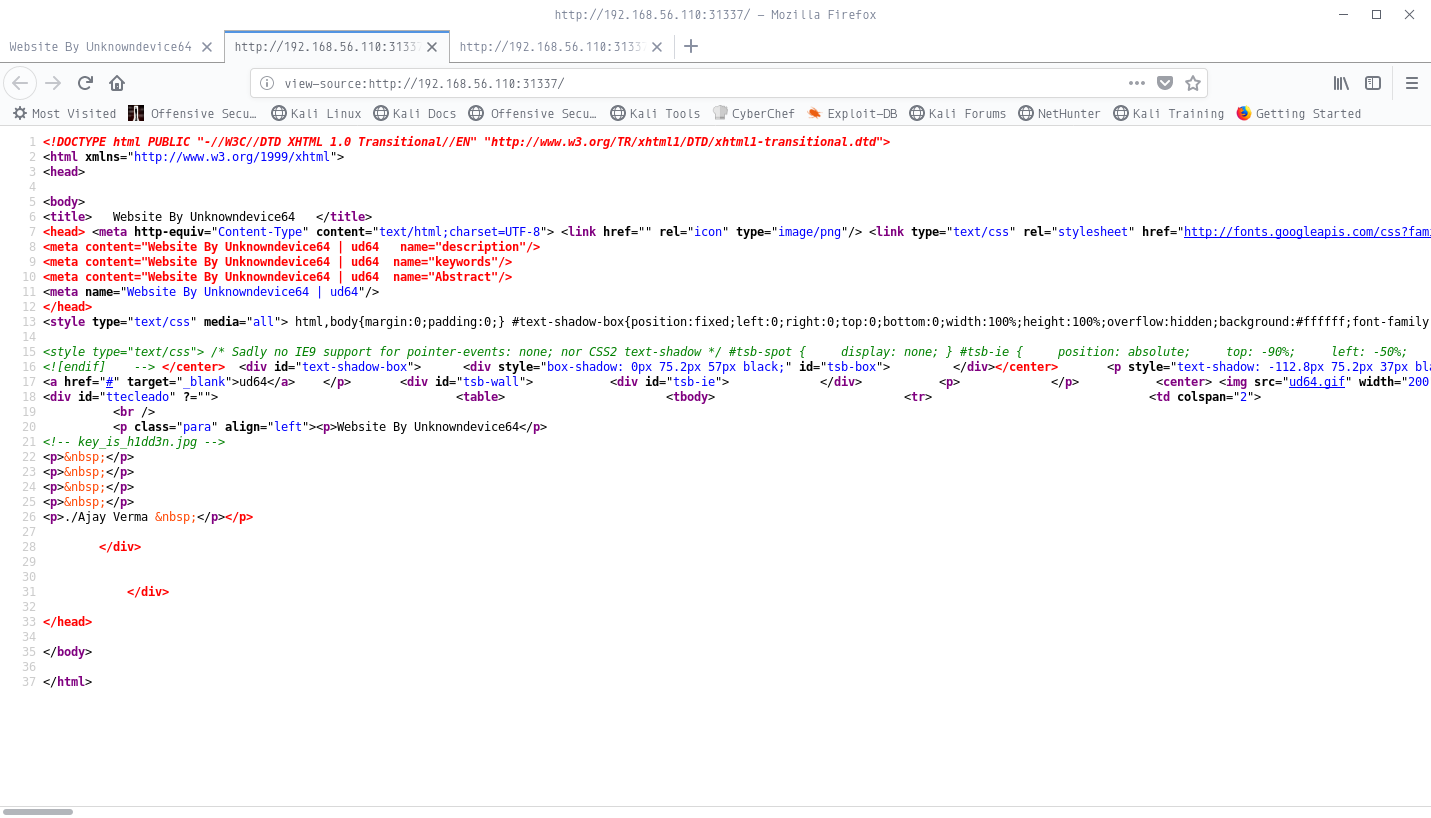 http://192.168.56.110:31337/ – Mozilla Firefox
Website By Unknowndevice64
http://192.168.56.110:3133
http://192.168.56.110:3133
view-source:http://192.168.56.110:31337/
Most Visited Offensive Secu… Kali Linux Kali Docs Offensive Secu… Kali Tools CyberChef Exploit-DB Kali Forums NetHunter Kali Training Getting Started
1 <!DOCTYPE html PUBLIC "-//W3C//DTD XHTML 1.0 Transitional//EN" "http://www.w3.org/TR/xhtml1/DTD/xhtml1-transitional.dtd">
2 <html xmlns="http://www.w3.org/1999/xhtml">
3 <head>
4
5 <body>
6 <title>   Website By Unknowndevice64   </title>
7 <head> <meta http-equiv="Content-Type" content="text/html;charset=UTF-8"> <link href="" rel="icon" type="image/png"/> <link type="text/css" rel="stylesheet" href="http://fonts.googleapis.com/css?fami
8 <meta content="Website By Unknowndevice64 | ud64   name="description"/>
9 <meta content="Website By Unknowndevice64 | ud64  name="keywords"/>
10 <meta content="Website By Unknowndevice64 | ud64  name="Abstract"/>
11 <meta name="Website By Unknowndevice64 | ud64"/>
12 </head>
13 <style type="text/css" media="all"> html,body{margin:0;padding:0;} #text-shadow-box{position:fixed;left:0;right:0;top:0;bottom:0;width:100%;height:100%;overflow:hidden;background:#ffffff;font-family
14
15 <style type="text/css"> /* Sadly no IE9 support for pointer-events: none; nor CSS2 text-shadow */ #tsb-spot {     display: none; } #tsb-ie {     position: absolute;     top: -90%;     left: -50%;
16 <![endif]    --> </center>  <div id="text-shadow-box">      <div style="box-shadow: 0px 75.2px 57px black;" id="tsb-box">         </div></center>       <p style="text-shadow: -112.8px 75.2px 37px bla
17 <a href="#" target="_blank">ud64</a>    </p>       <div id="tsb-wall">         <div id="tsb-ie">             </div>           <p>             </p>           <center> <img src="ud64.gif" width="200
18 <div id="ttecleado" ?="">                                  <table>                       <tbody>                           <tr>                               <td colspan="2">
19           <br />
20           <p class="para" align="left"><p>Website By Unknowndevice64</p>
21 <!-- key_is_h1dd3n.jpg -->
22 <p>&nbsp;</p>
23 <p>&nbsp;</p>
24 <p>&nbsp;</p>
25 <p>&nbsp;</p>
26 <p>./Ajay Verma &nbsp;</p></p>
27
28         </div>
29
30
31             </div>
32
33 </head>
34
35 </body>
36
37 </html>